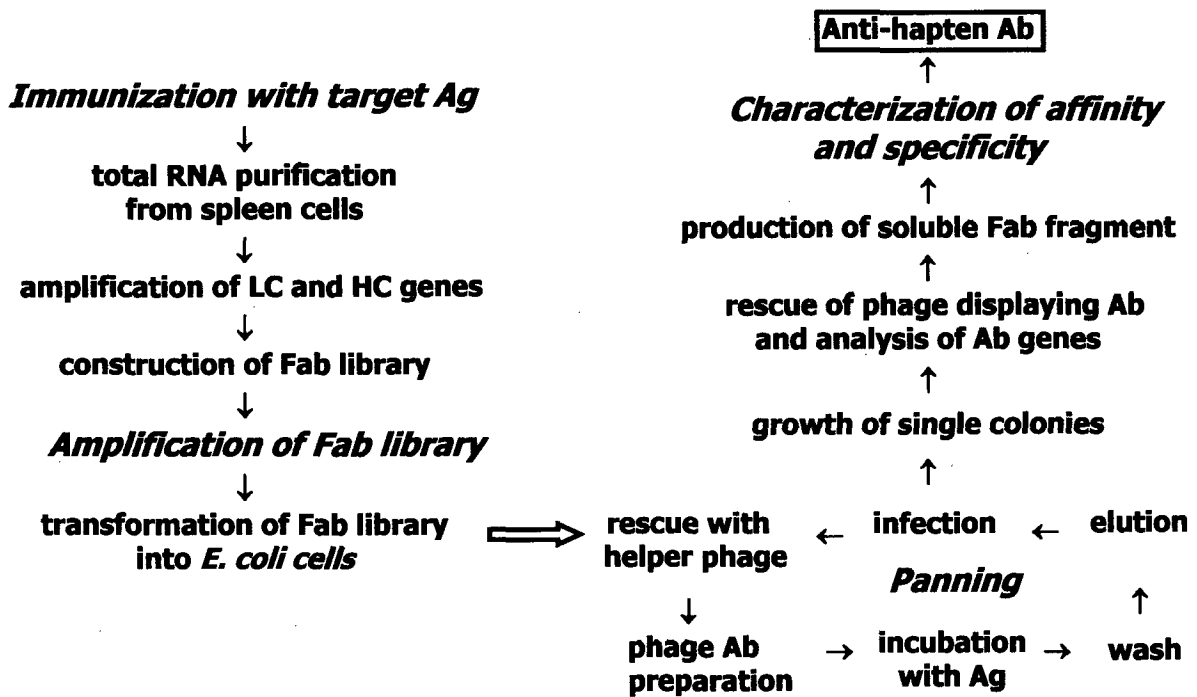 Immunization with target Ag
↓
total RNA purification
from spleen cells
↓
amplification of LC and HC genes
↓
construction of Fab library
↓
Amplification of Fab library
↓
transformation of Fab library
into E. coli cells
⇒
rescue with
helper phage
↓
phage Ab
preparation
→
incubation
with Ag
→
wash
↑
elution
←
infection
←
Panning
↑
growth of single colonies
↑
rescue of phage displaying Ab
and analysis of Ab genes
↑
production of soluble Fab fragment
↑
Characterization of affinity
and specificity
↑
Anti-hapten Ab